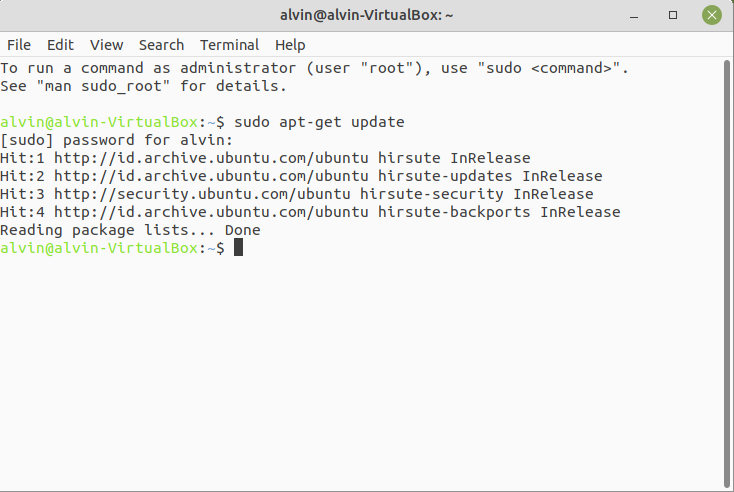 alvin@alvin-VirtualBox: ~
File Edit View Search Terminal Help
To run a command as administrator (user "root"), use "sudo <command>".
See "man sudo_root" for details.
alvin@alvin-VirtualBox:~$ sudo apt-get update
[sudo] password for alvin:
Hit:1 http://id.archive.ubuntu.com/ubuntu hirsute InRelease
Hit:2 http://id.archive.ubuntu.com/ubuntu hirsute-updates InRelease
Hit:3 http://security.ubuntu.com/ubuntu hirsute-security InRelease
Hit:4 http://id.archive.ubuntu.com/ubuntu hirsute-backports InRelease
Reading package lists... Done
alvin@alvin-VirtualBox:~$